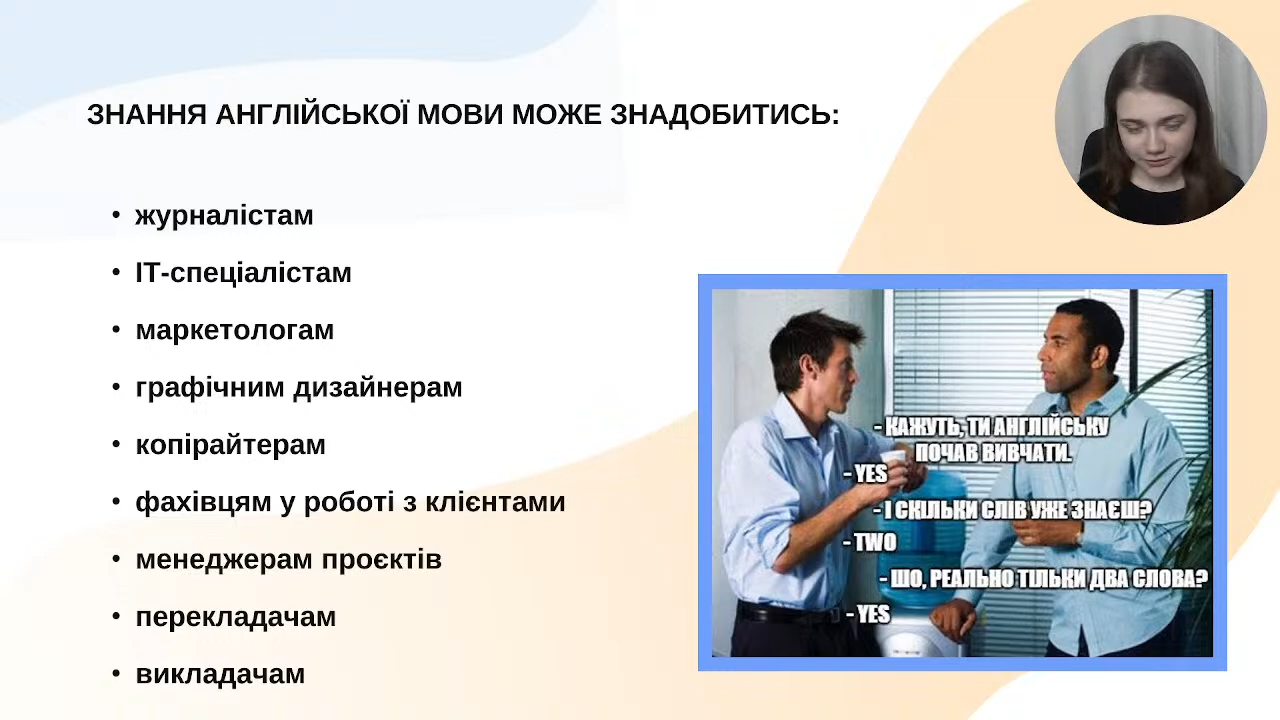 ЗНАННЯ АНГЛІЙСЬКОЇ МОВИ МОЖЕ ЗНАДОБИТИСЬ:
• журналістам
• ІТ-спеціалістам
• маркетологам
• графічним дизайнерам
• копірайтерам
• фахівцям у роботі з клієнтами
• менеджерам проєктів
• перекладачам
• викладачам
- КАЖУТЬ, ТИ АНГЛІЙСЬКУ
ПОЧАВ ВИВЧАТИ.
- YES
- І СКІЛЬКИ СЛІВ УЖЕ ЗНАЄШ?
- TWO
- ШО, РЕАЛЬНО ТІЛЬКИ ДВА СЛОВА?
- YES